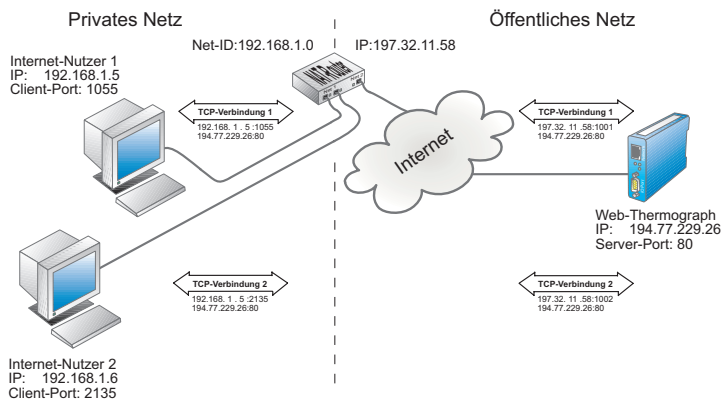 Privates Netz
Öffentliches Netz
Net-ID:192.168.1.0
IP:197.32.11.58
Internet-Nutzer 1
IP: 192.168.1.5
Client-Port: 1055
NAT-Router
TCP-Verbindung 1
192.168. 1 . 5 :1055
194.77.229.26:80
TCP-Verbindung 1
197.32. 11 .58:1001
194.77.229.26:80
Internet
Web-Thermograph
IP: 194.77.229.26
Server-Port: 80
TCP-Verbindung 2
192.168. 1 . 5 :2135
194.77.229.26:80
TCP-Verbindung 2
197.32. 11 .58:1002
194.77.229.26:80
Internet-Nutzer 2
IP: 192.168.1.6
Client-Port: 2135